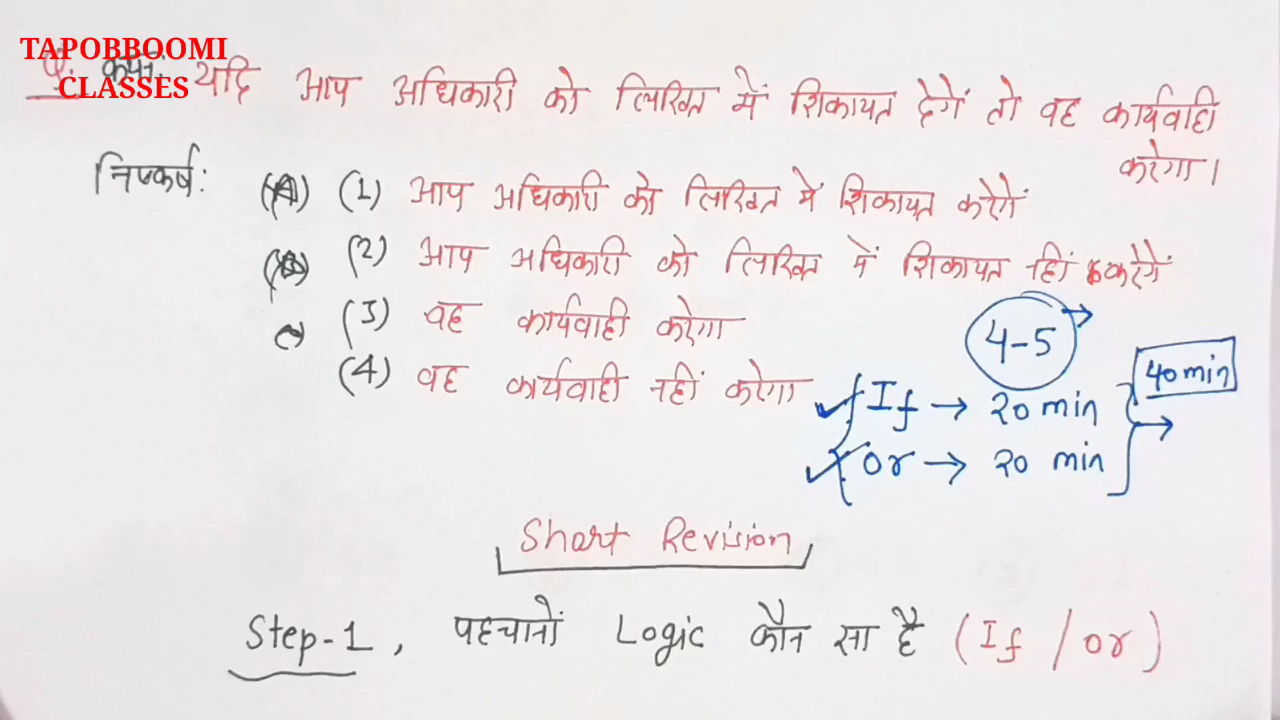 TAPOBBOOMI
CLASSES
यदि आप अधिकारी को लिखित में शिकायत देगें तो वह कार्यवाही
करेगा।
निष्कर्ष:
(A) (1) आप अधिकारी को लिखित में शिकायत करेगें
(B) (2) आप अधिकारी को लिखित में शिकायत नहीं करेगें
(3) वह कार्यवाही करेगा
(4) वह कार्यवाही नहीं करेगा
4-5
If → 20 min
or → 20 min
40 min
Short Revision
Step-1, पहचानों Logic कौन सा है (If / or)